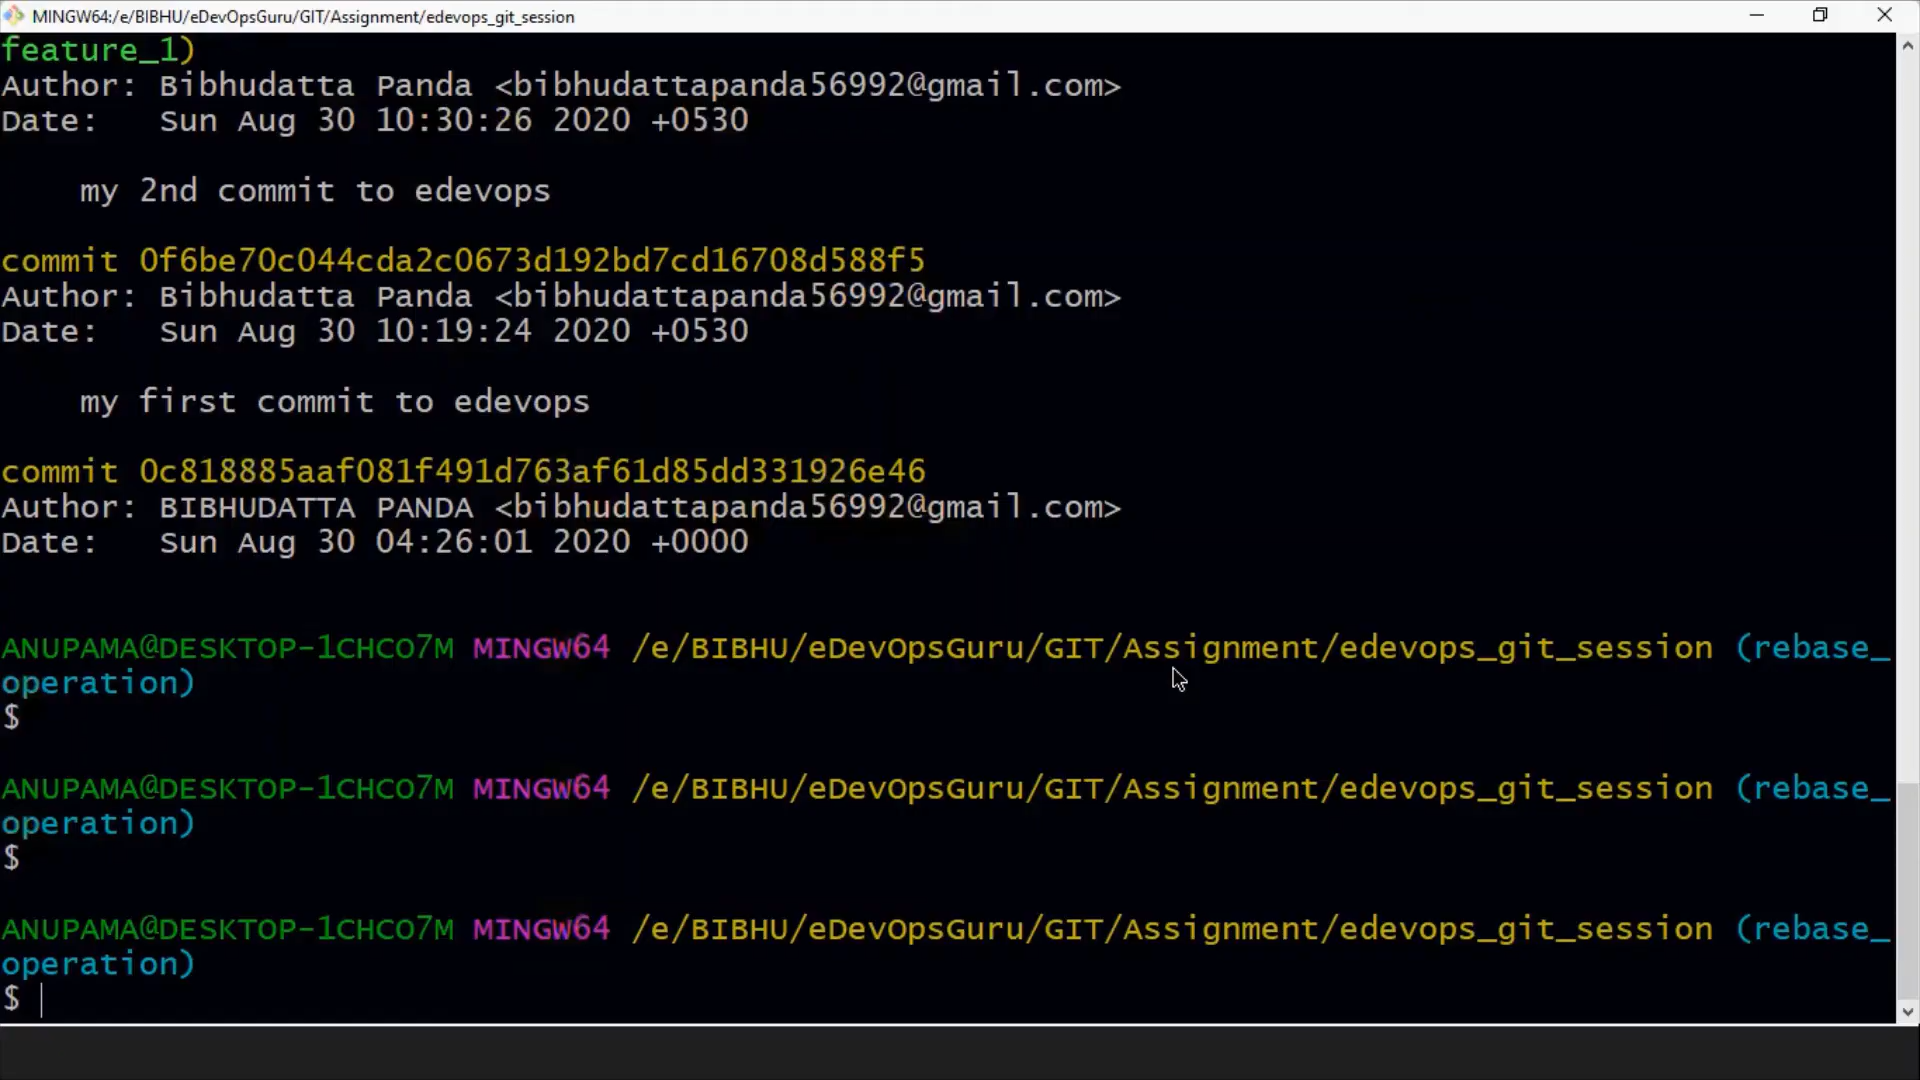 MINGW64:/e/BIBHU/eDevOpsGuru/GIT/Assignment/edevops_git_session
feature_1)
Author: Bibhudatta Panda <bibhudattapanda56992@gmail.com>
Date:   Sun Aug 30 10:30:26 2020 +0530
my 2nd commit to edevops
commit 0f6be70c044cda2c0673d192bd7cd16708d588f5
Author: Bibhudatta Panda <bibhudattapanda56992@gmail.com>
Date:   Sun Aug 30 10:19:24 2020 +0530
my first commit to edevops
commit 0c818885aaf081f491d763af61d85dd331926e46
Author: BIBHUDATTA PANDA <bibhudattapanda56992@gmail.com>
Date:   Sun Aug 30 04:26:01 2020 +0000
ANUPAMA@DESKTOP-1CHCO7M MINGW64 /e/BIBHU/eDevOpsGuru/GIT/Assignment/edevops_git_session (rebase_
operation)
$
ANUPAMA@DESKTOP-1CHCO7M MINGW64 /e/BIBHU/eDevOpsGuru/GIT/Assignment/edevops_git_session (rebase_
operation)
$
ANUPAMA@DESKTOP-1CHCO7M MINGW64 /e/BIBHU/eDevOpsGuru/GIT/Assignment/edevops_git_session (rebase_
operation)
$